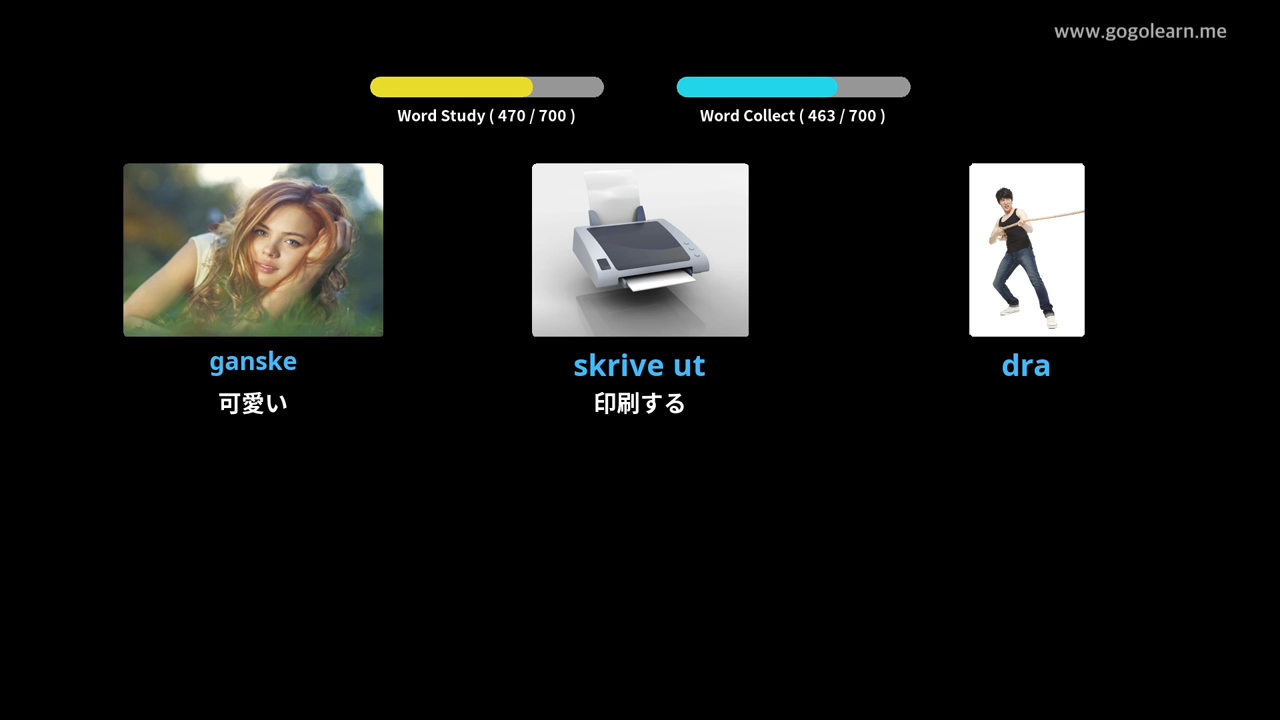 www.gogolearn.me
Word Study ( 470 / 700 )
Word Collect ( 463 / 700 )
ganske
可愛い
skrive ut
印刷する
dra